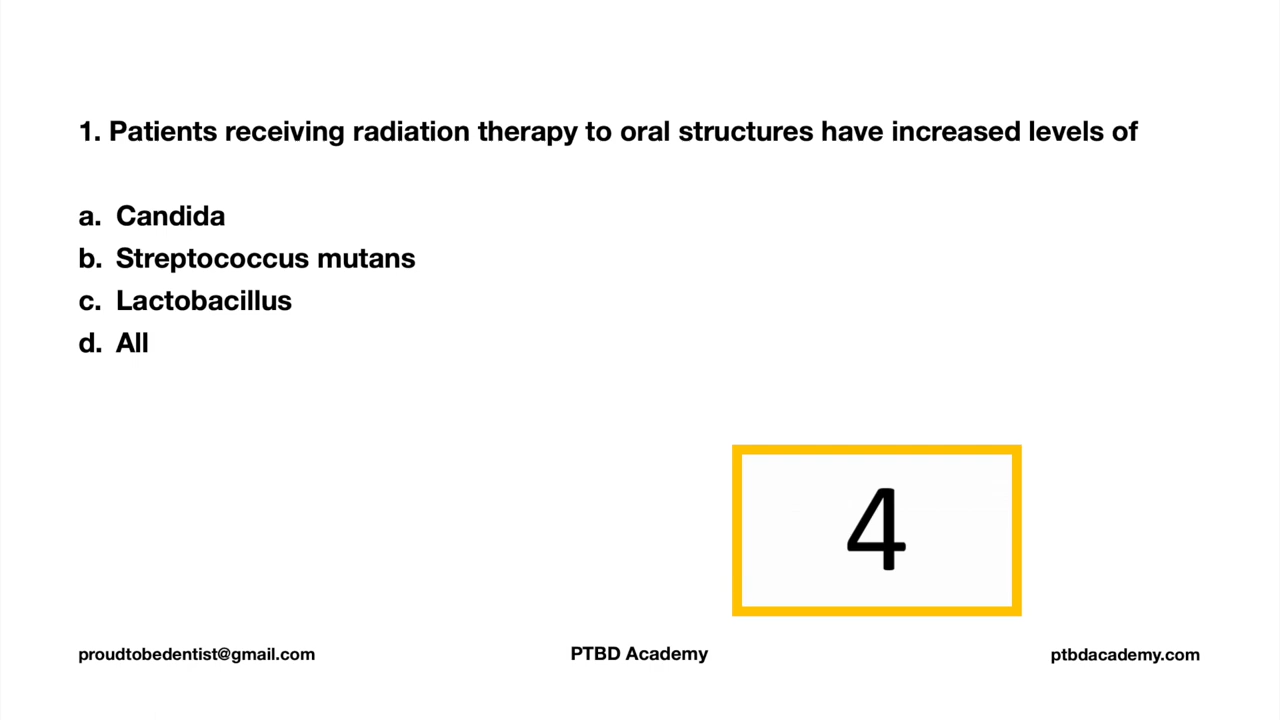 1. Patients receiving radiation therapy to oral structures have increased levels of
a. Candida
b. Streptococcus mutans
c. Lactobacillus
d. All
4
proudtobedentist@gmail.com
PTBD Academy
ptbdacademy.com